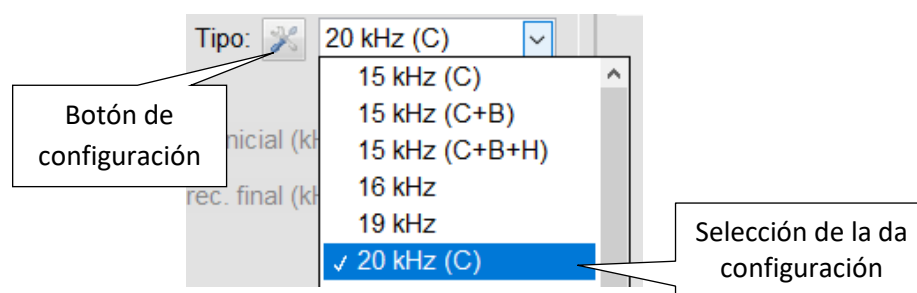 Tipo: 20 kHz (C)
15 kHz (C)
15 kHz (C+B)
15 kHz (C+B+H)
16 kHz
19 kHz
✓ 20 kHz (C)
Botón de
configuración
nicial (kH
rec. final (kH
Selección de la da
configuración